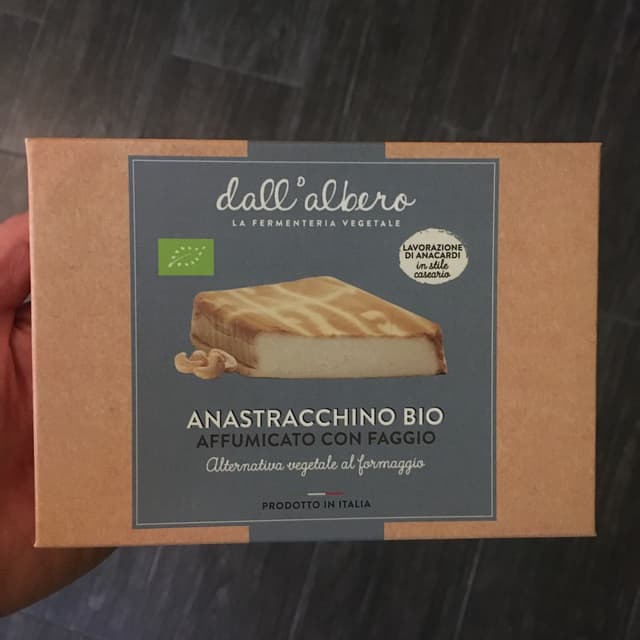 dall'albero
LA FERMENTERIA VEGETALE
LAVORAZIONE
DI ANACARDI
in stile
caseario
ANASTRACCHINO BIO
AFFUMICATO CON FAGGIO
Alternativa vegetale al formaggio
PRODOTTO IN ITALIA